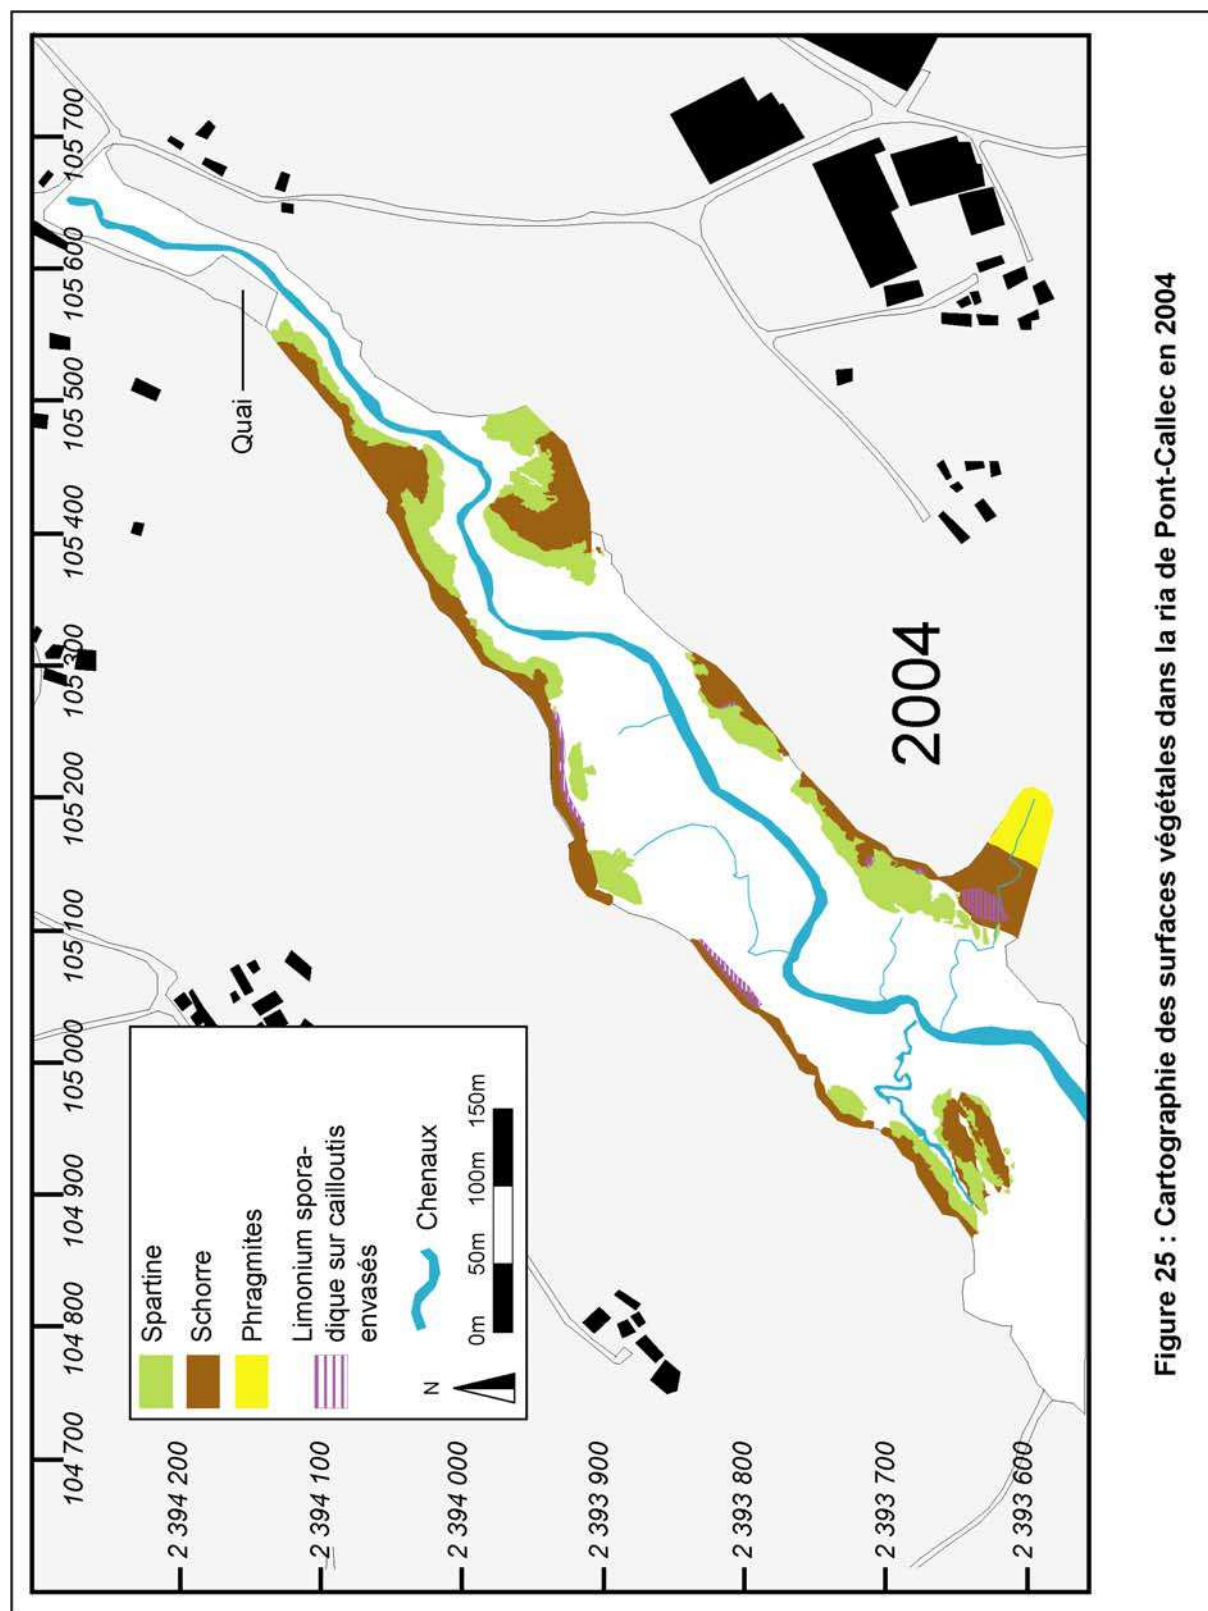 104 700
104 800
104 900
105 000
105 100
105 200
105 300
105 400
105 500
105 600
105 700
2 394 200
2 394 100
2 394 000
2 393 900
2 393 800
2 393 700
2 393 600
Spartine
Schorre
Phragmites
Limonium spora-
dique sur cailloutis
envasés
Chenaux
N
0m 50m 100m 150m
Quai
2004
Figure 25 : Cartographie des surfaces végétales dans la ria de Pont-Callec en 2004